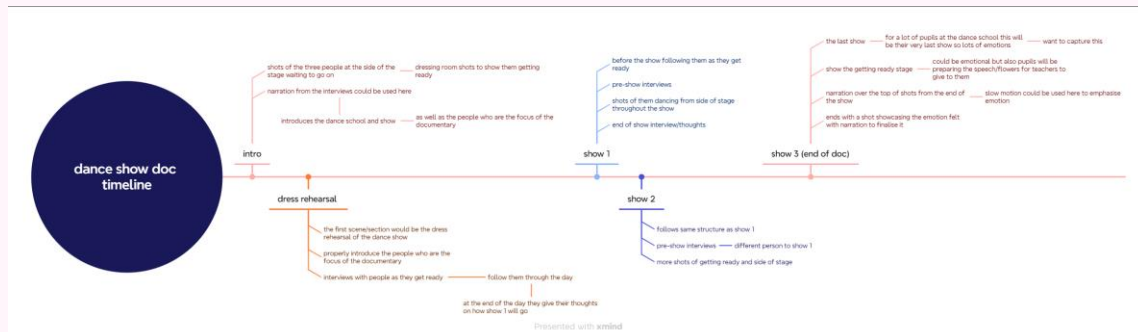 dance show doc
timeline
intro
shots of the three people at the side of the
stage waiting to go on
dressing room shots to show them getting
ready
narration from the interviews could be used here
introduces the dance school and show
as well as the people who are the focus of the
documentary
dress rehearsal
the first scene/section would be the dress
rehearsal of the dance show
properly introduce the people who are the
focus of the documentary
interviews with people as they get ready
follow them through the day
at the end of the day they give their thoughts
on how show 1 will go
show 1
before the show following them as they get
ready
pre-show interviews
shots of them dancing from side of stage
throughout the show
end of show interview/thoughts
show 2
follows same structure as show 1
pre-show interviews
different person to show 1
more shots of getting ready and side of stage
show 3 (end of doc)
the last show
for a lot of pupils at the dance school this will
be their very last show so lots of emotions
want to capture this
show the getting ready stage
could be emotional but also pupils will be
preparing the speech/flowers for teachers to
give to them
narration over the top of shots from the end of
the show
slow motion could be used here to emphasise
emotion
ends with a shot showcasing the emotion felt
with narration to finalise it
Presented with xmind